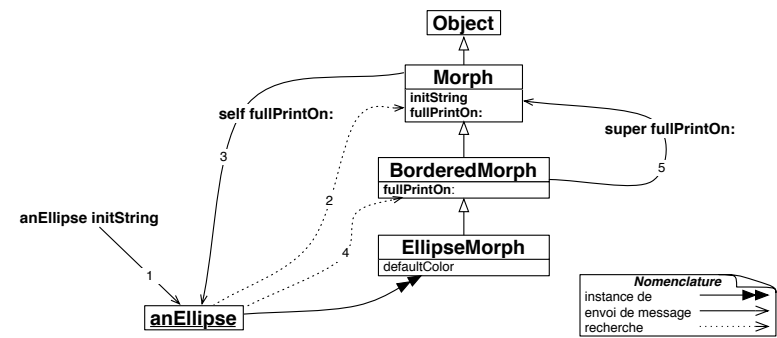 Object
Morph
initString
fullPrintOn:
self fullPrintOn:
super fullPrintOn:
3
5
BorderedMorph
fullPrintOn:
2
anEllipse initString
4
EllipseMorph
defaultColor
1
anEllipse
Nomenclature
instance de
envoi de message
recherche